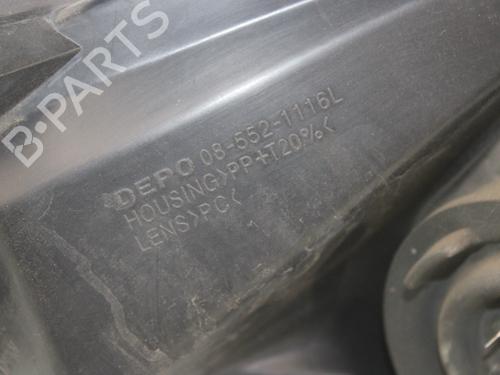 B-PARTS
DEPO 08-552-1116L
HOUSING>PP+T20%<
LENS>PC<